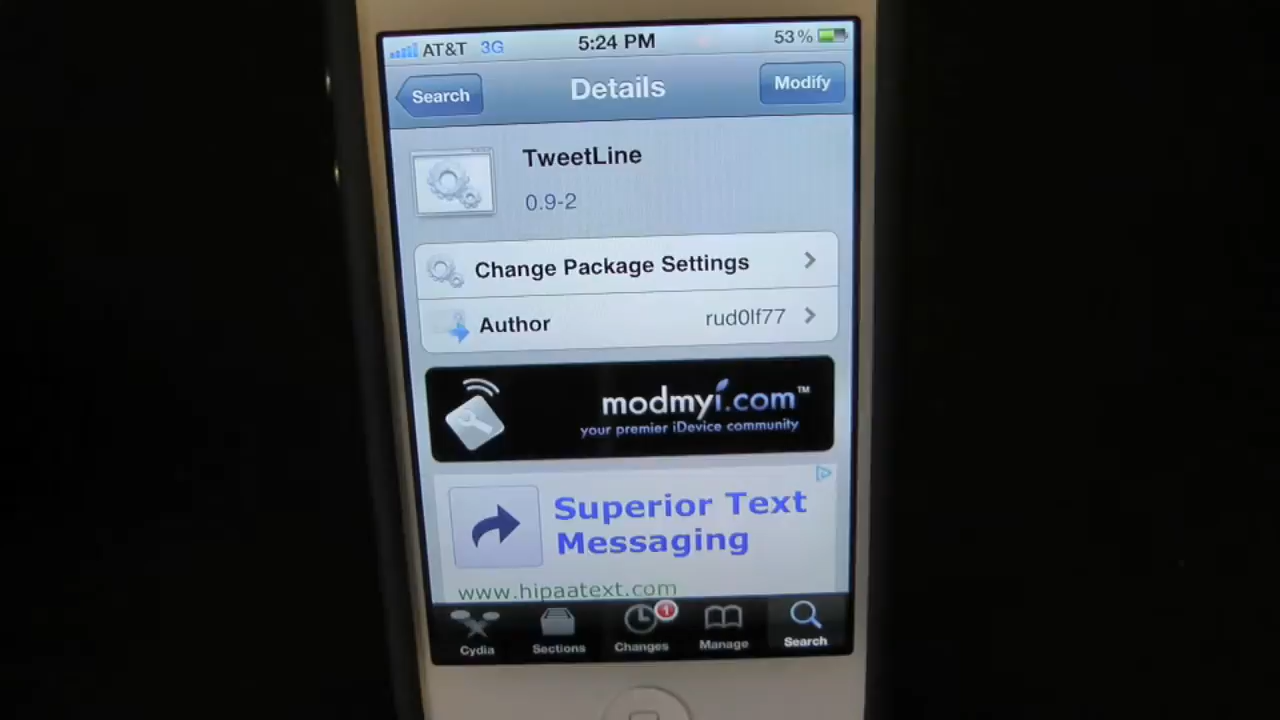 AT&T 3G 5:24 PM 53%
Search Details Modify
TweetLine
0.9-2
Change Package Settings
Author rud0lf77
modmyi.com™
your premier iDevice community
Superior Text
Messaging
www.hipaatext.com
1
Cydia Sections Changes Manage Search